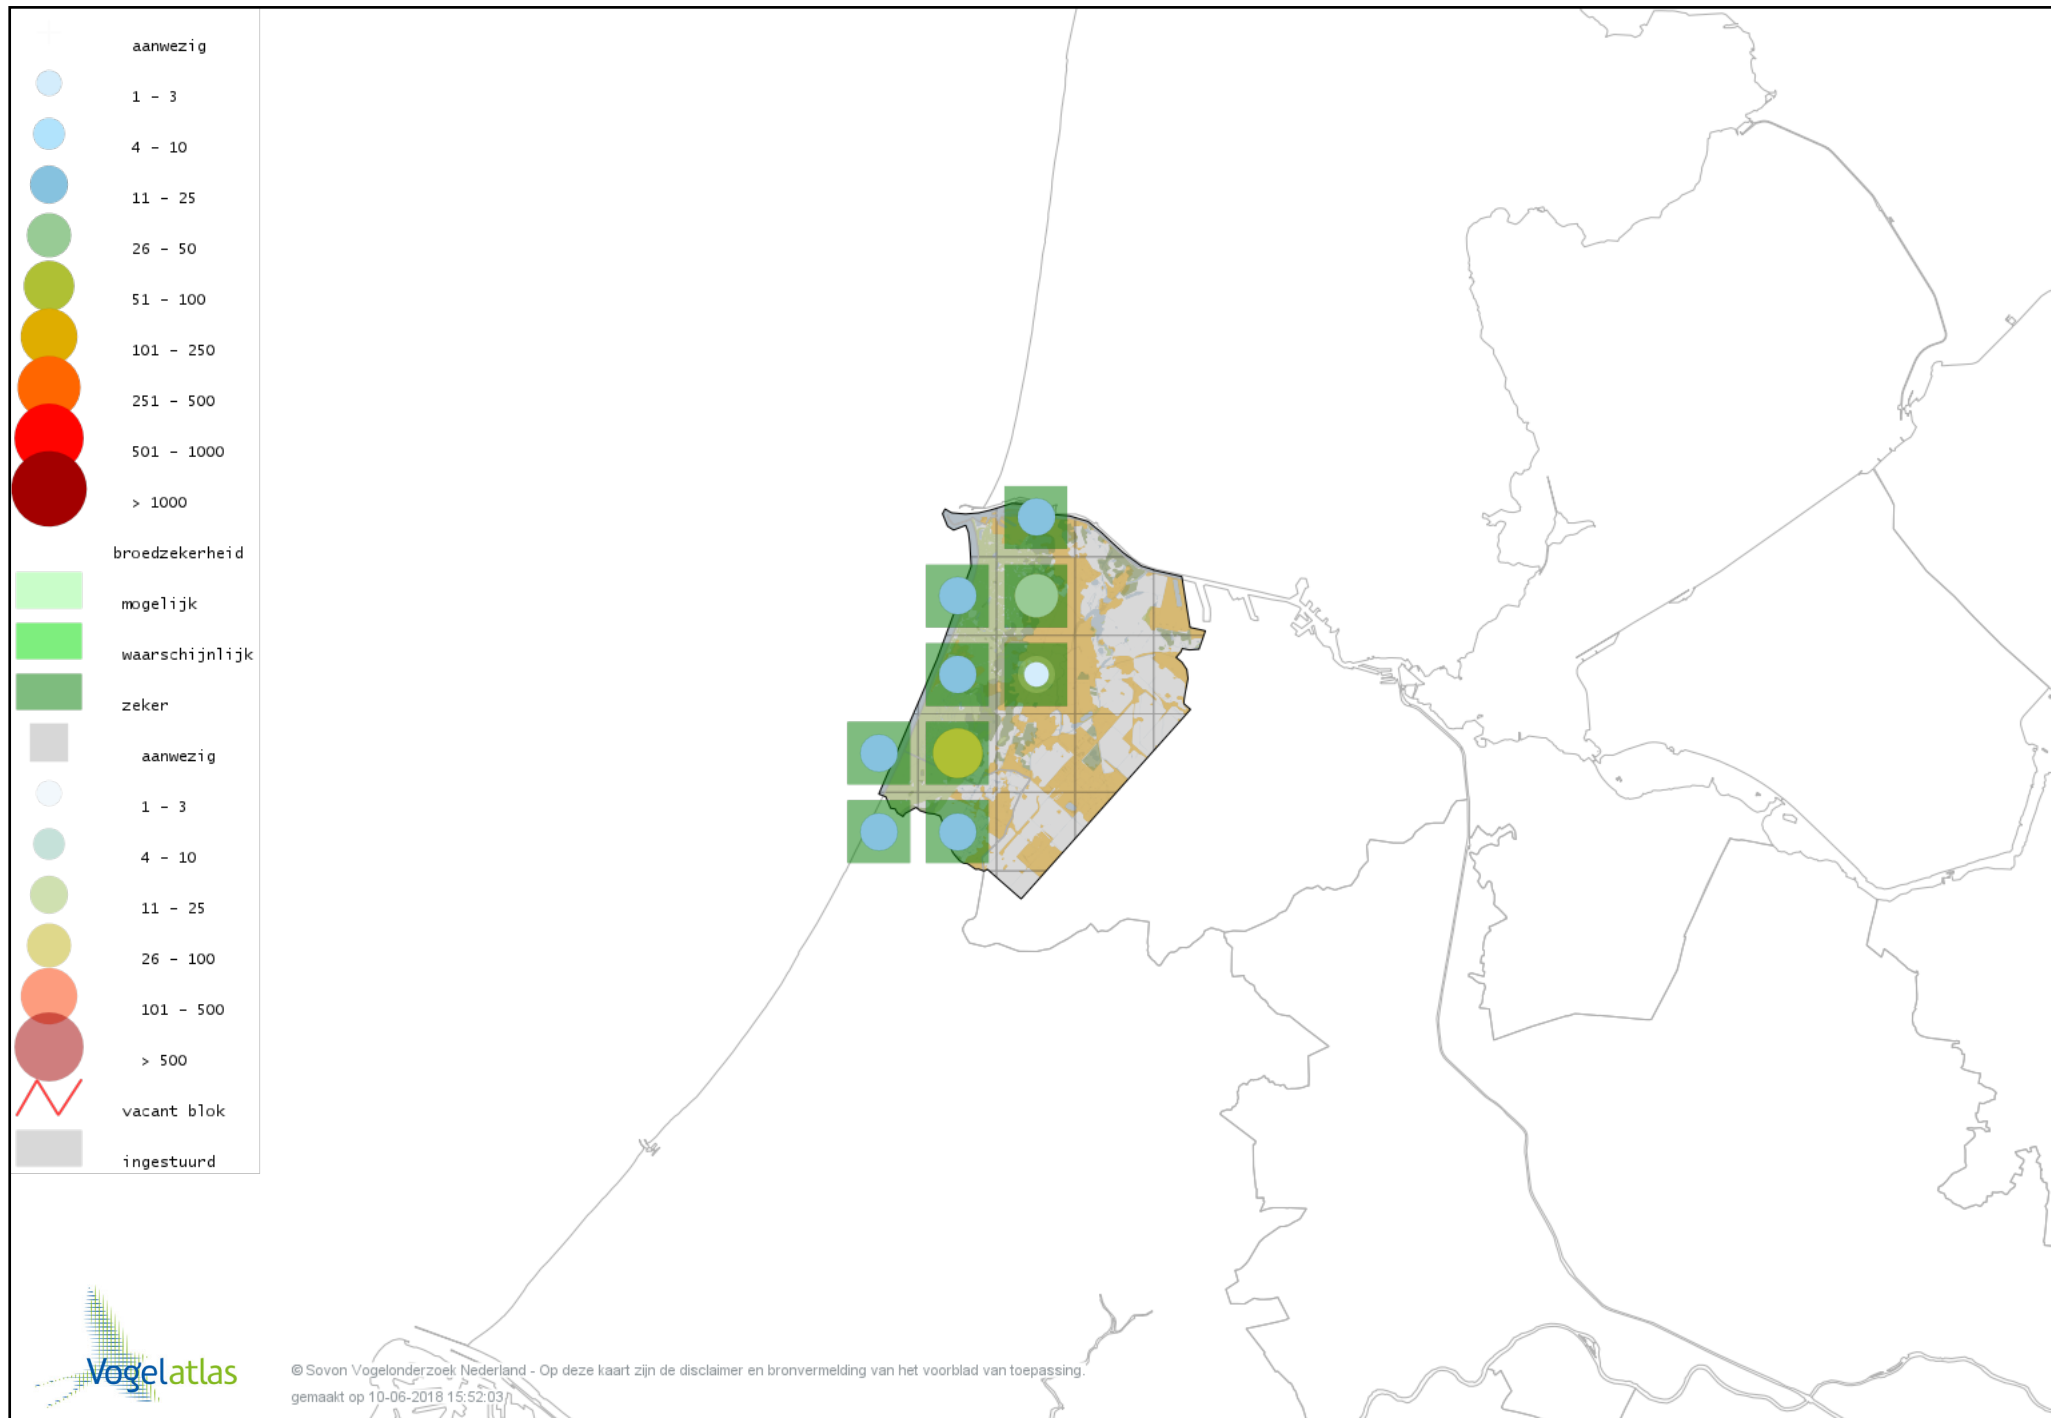 aanwezig
1 - 3
4 - 10
11 - 25
26 - 50
51 - 100
101 - 250
251 - 500
501 - 1000
> 1000
broedzekerheid
mogelijk
waarschijnlijk
zeker
aanwezig
1 - 3
4 - 10
11 - 25
26 - 100
101 - 500
> 500
vacant blok
ingestuurd
Vogelatlas
© Sovon Vogelonderzoek Nederland - Op deze kaart zijn de disclaimer en bronvermelding van het voorblad van toepassing.
gemaakt op 10-06-2018 15:52:03